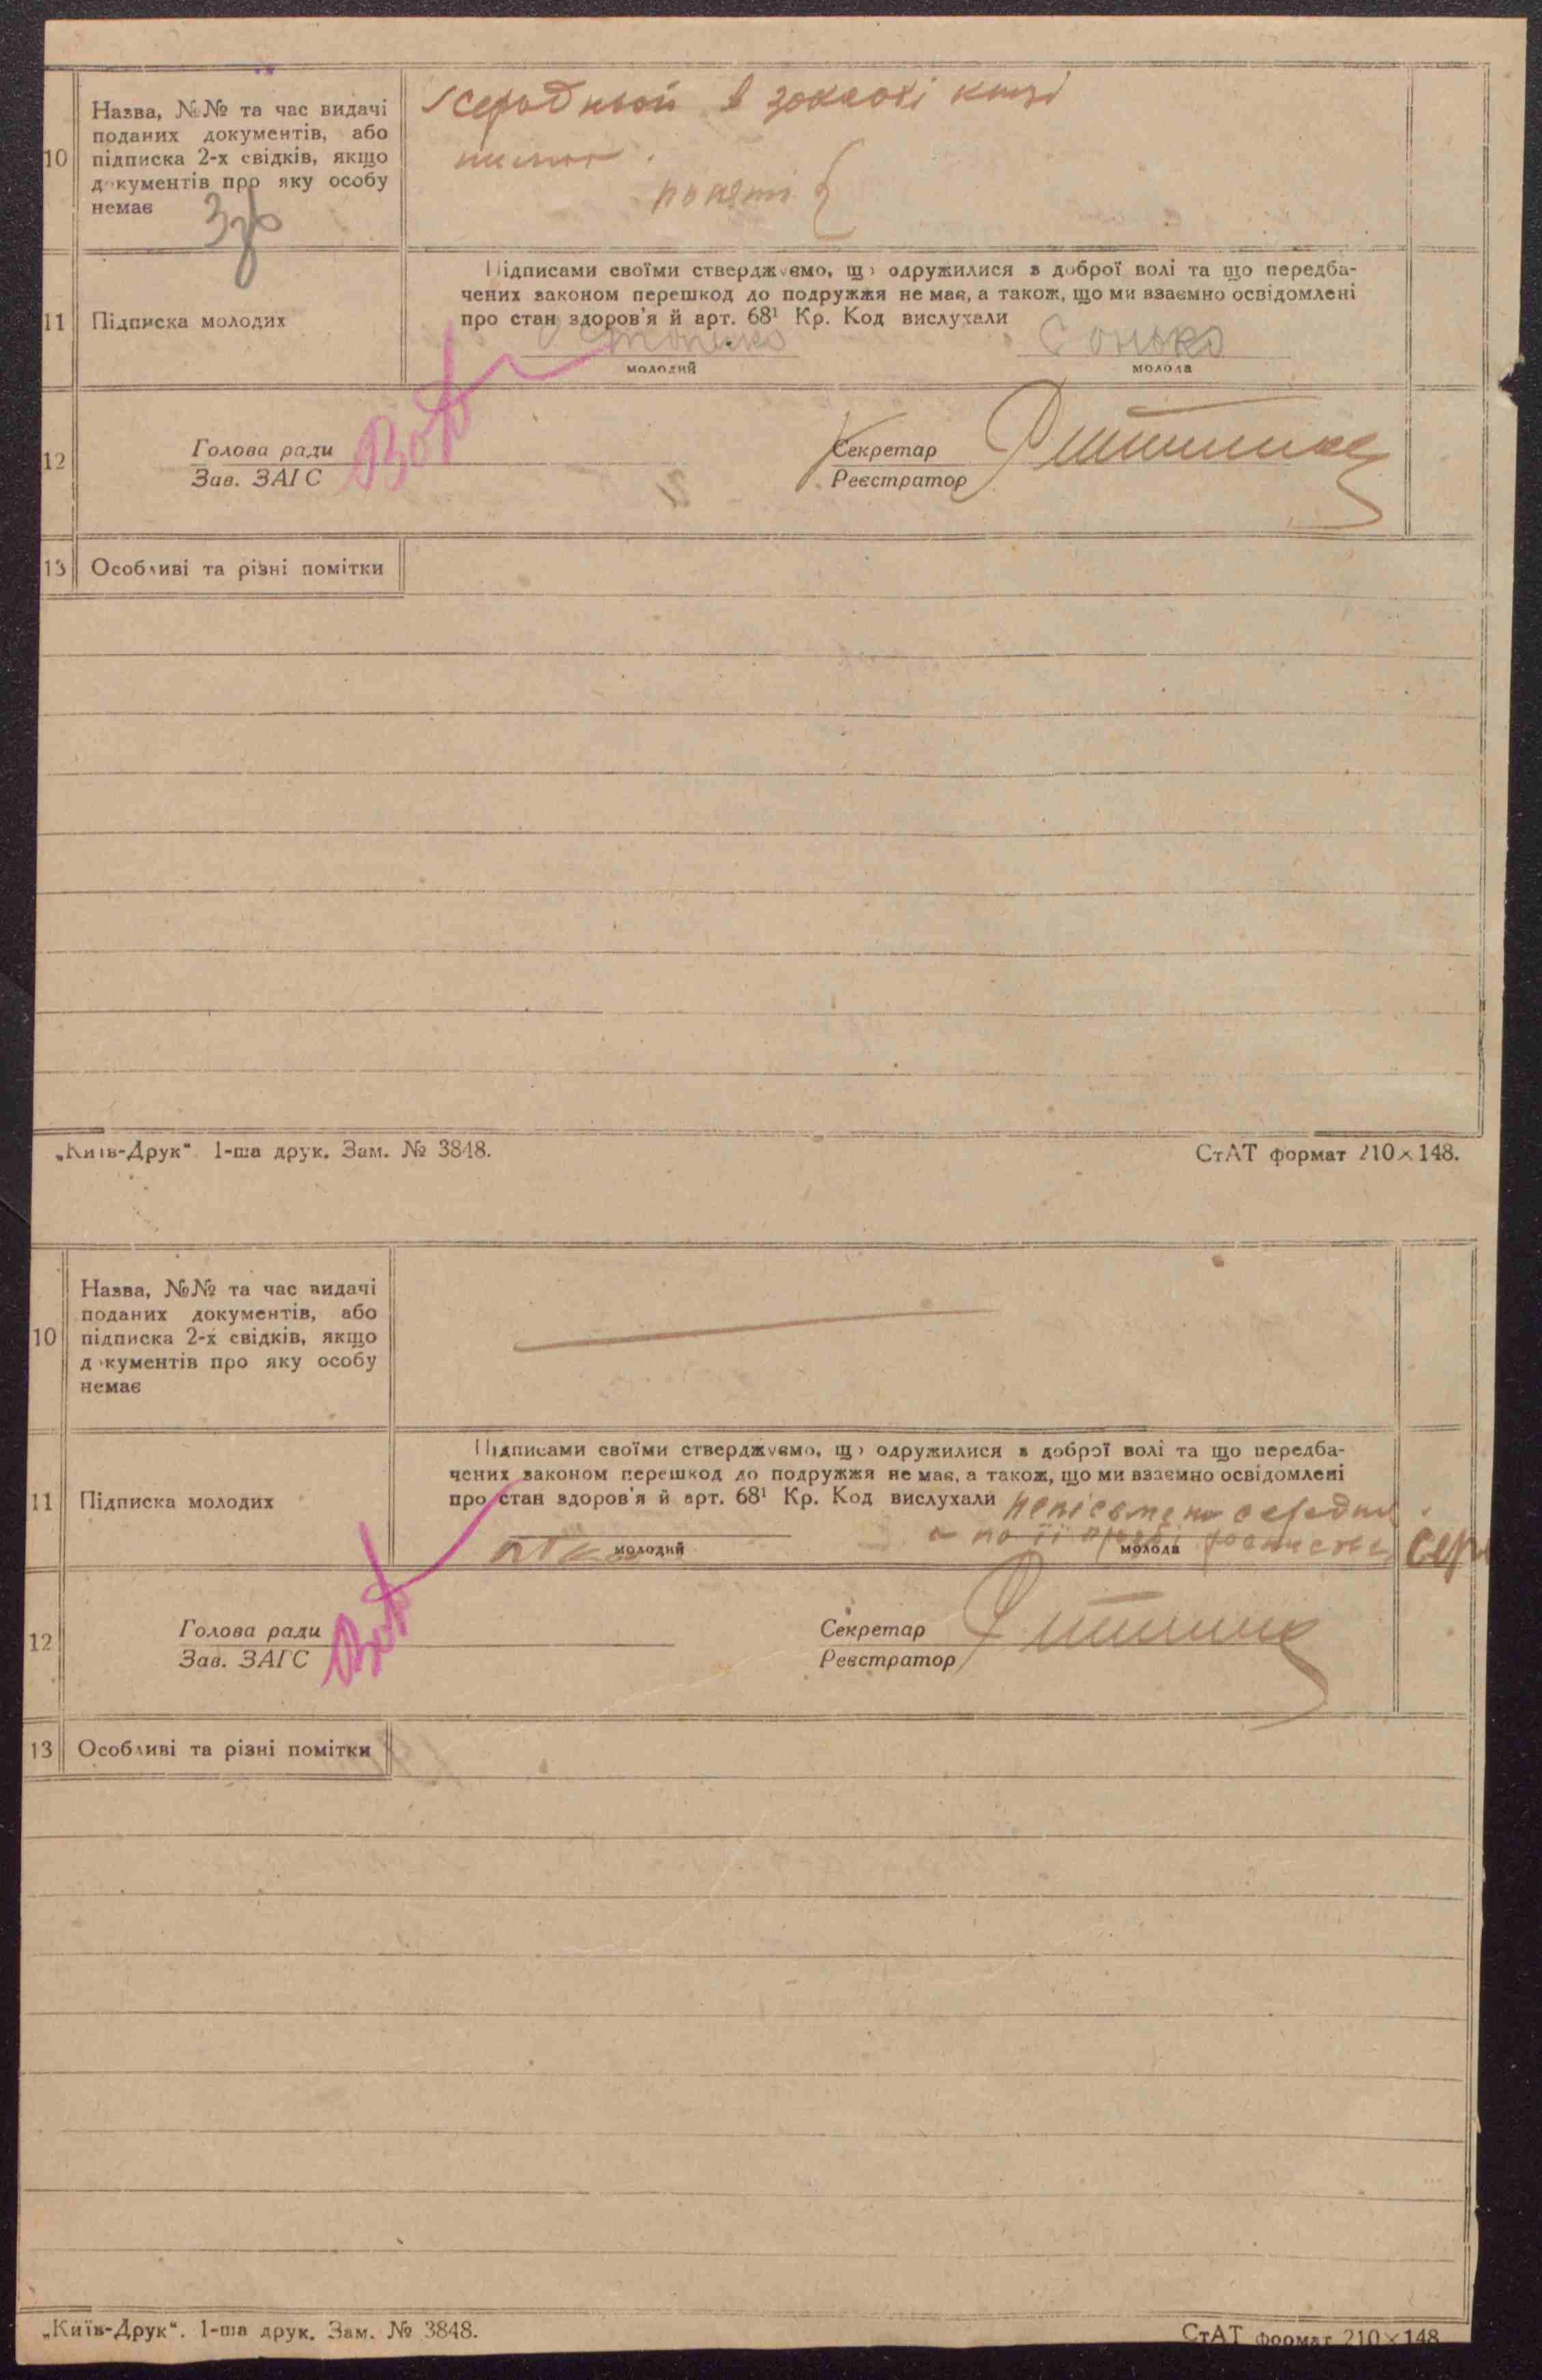 10
Назва, №№ та час видачі
поданих документів, або
підписка 2-х свідків, якщо
документів про яку особу
немає
в
11
Підписка молодих
Підписами своїми стверджуємо, що одружилися з доброї волі та що передба-
чених законом перешкод до подружжя немає, а також, що ми взаємно освідомлені
про стан здоров'я й арт. 68¹ Кр. Код вислухали
Сонько
молодий
молода
12
Голова ради
Зав. ЗАГС
Секретар
Реєстратор
13
Особливі та різні помітки
„Київ-Друк“. 1-ша друк. Зам. № 3848.
СтАТ формат 210×148.
10
Назва, №№ та час видачі
поданих документів, або
підписка 2-х свідків, якщо
документів про яку особу
немає
11
Підписка молодих
Підписами своїми стверджуємо, що одружилися з доброї волі та що передба-
чених законом перешкод до подружжя немає, а також, що ми взаємно освідомлені
про стан здоров'я й арт. 68¹ Кр. Код вислухали
молодий
молода
12
Голова ради
Зав. ЗАГС
Секретар
Реєстратор
13
Особливі та різні помітки
„Київ-Друк“. 1-ша друк. Зам. № 3848.
СтАТ формат 210×148